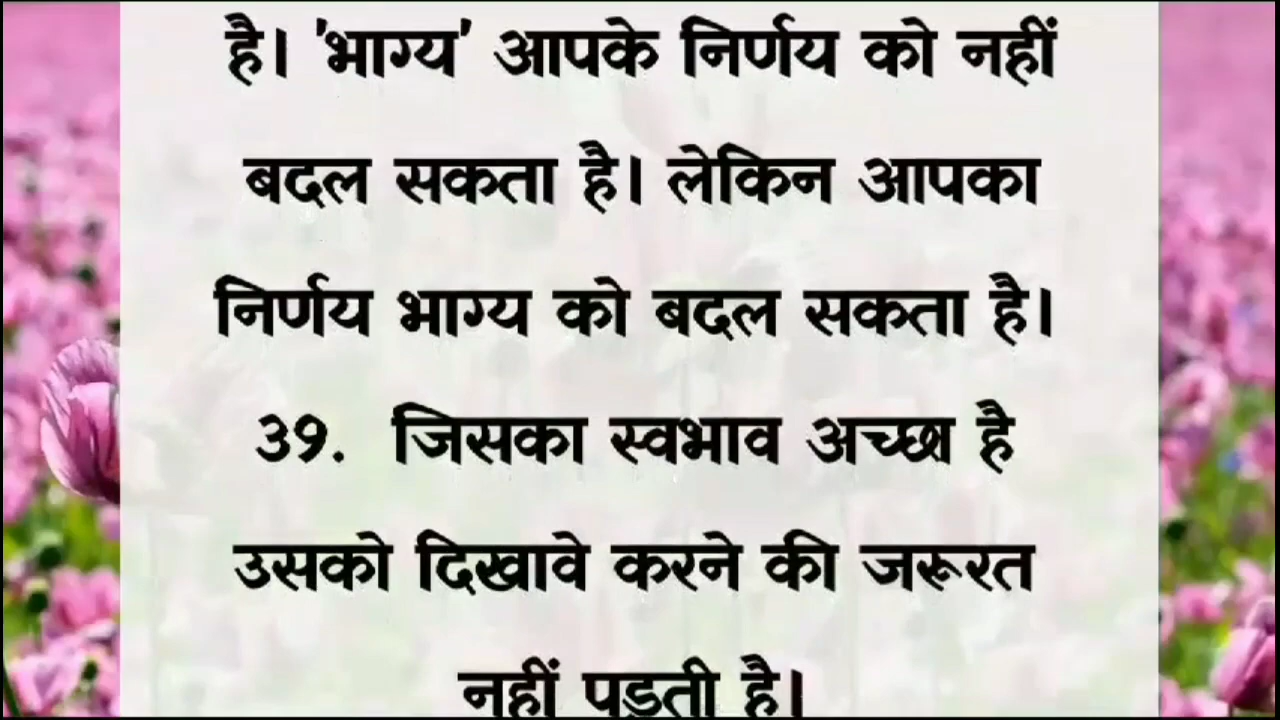 है। 'भाग्य' आपके निर्णय को नहीं
बदल सकता है। लेकिन आपका
निर्णय भाग्य को बदल सकता है।
39. जिसका स्वभाव अच्छा है
उसको दिखावे करने की जरूरत
नहीं पड़ती है।